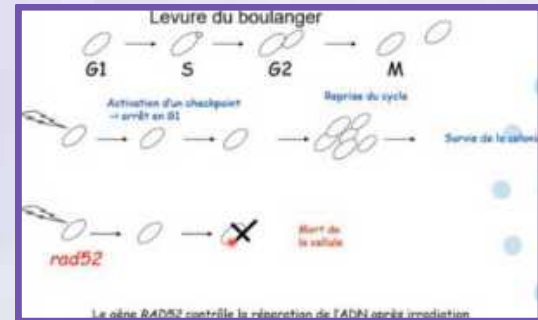 Levure du boulanger
G1 S G2 M
Activation d'un checkpoint
→ arrêt en G1
Reprise du cycle
Survie de la colonie
rad52
Mort de
la cellule
Le gène RAD52 contrôle la réparation de l'ADN après irradiation